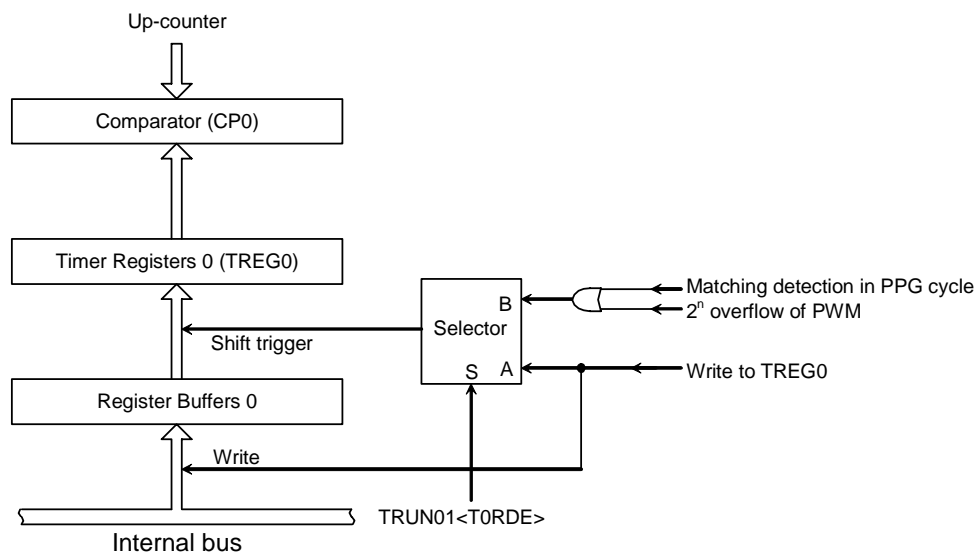 Up-counter
Comparator (CP0)
Timer Registers 0 (TREG0)
B
Matching detection in PPG cycle
2ⁿ overflow of PWM
Selector
Shift trigger
S
A
Write to TREG0
Register Buffers 0
Write
TRUN01<T0RDE>
Internal bus